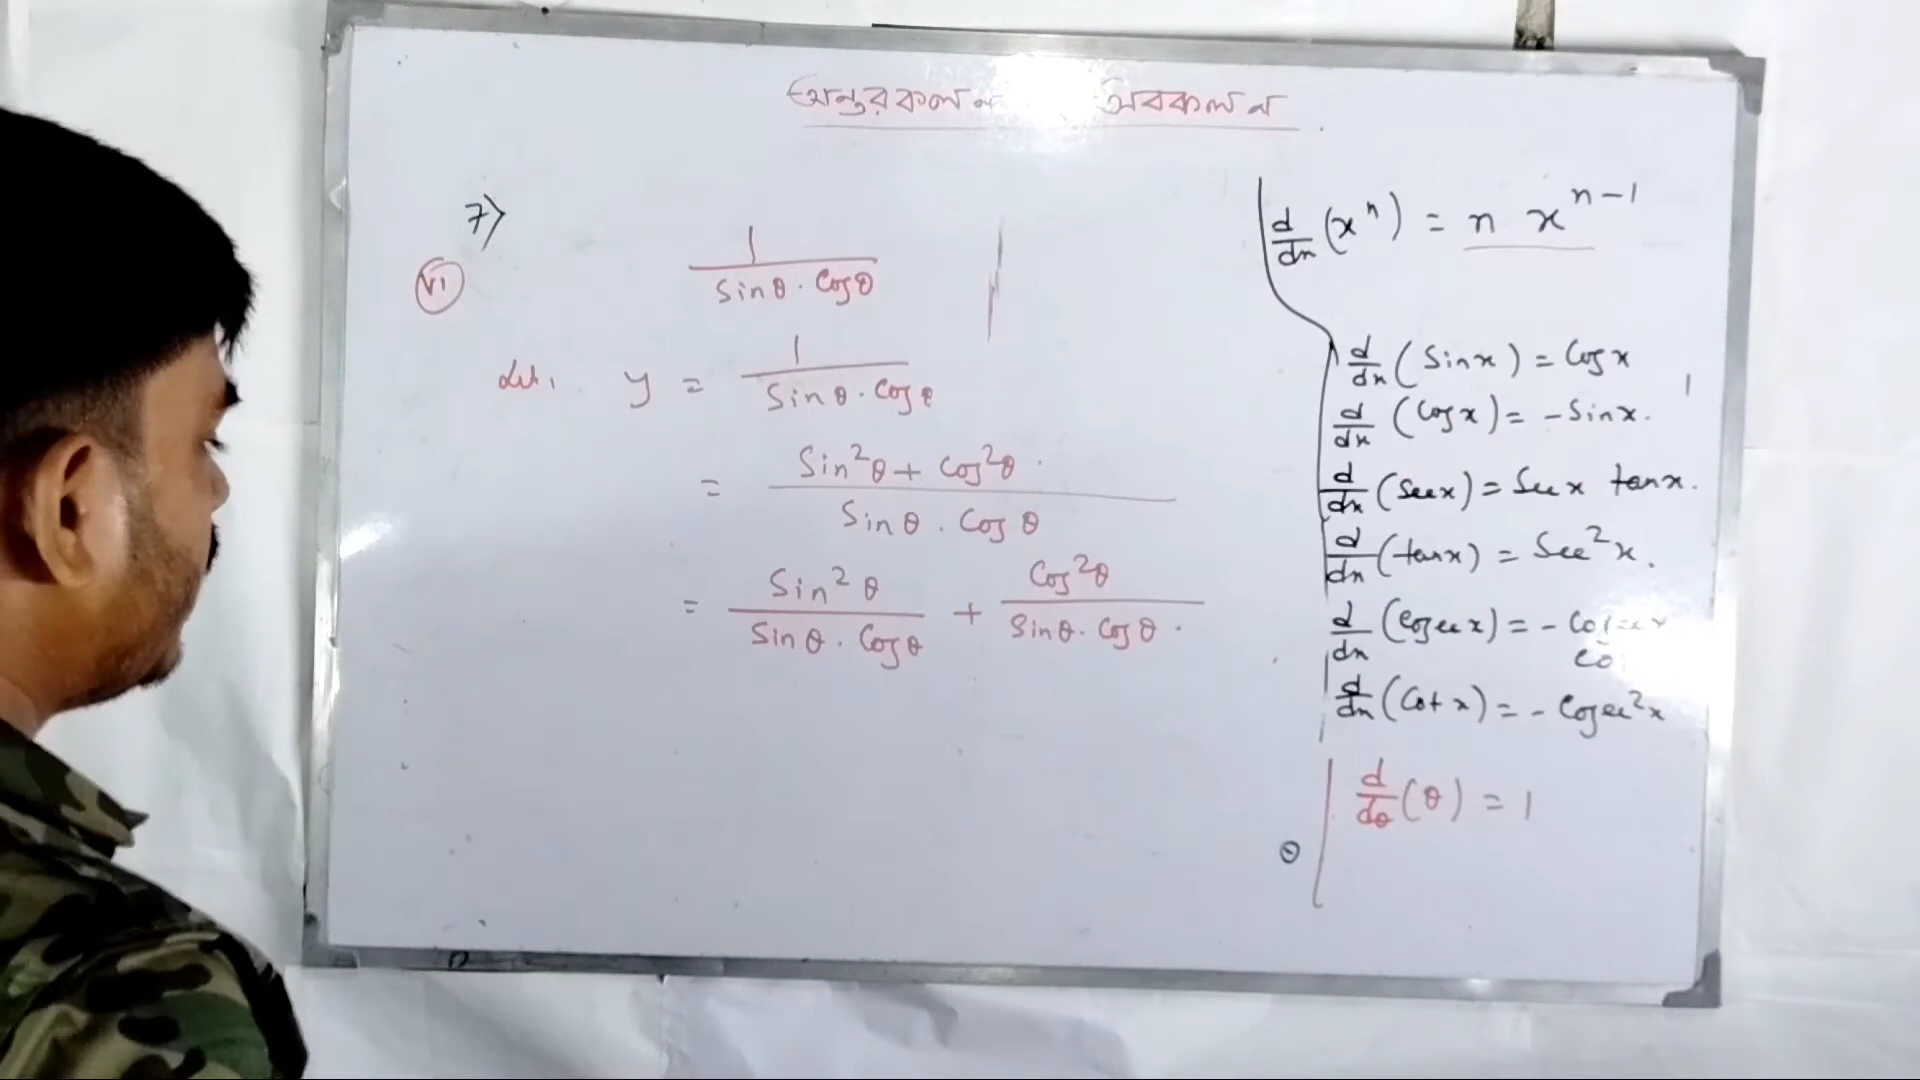 অন্তরকলন অবকলন
7)
(vi) 1 / Sinθ · Cosθ
Let, y = 1 / Sinθ · Cosθ
= Sin²θ + Cos²θ / Sinθ · Cosθ
= Sin²θ / Sinθ · Cosθ + Cos²θ / Sinθ · Cosθ ·
d/dx (xⁿ) = n xⁿ⁻¹
d/dx (Sinx) = Cosx
d/dx (Cosx) = - Sinx.
d/dx (Secx) = Secx tanx.
d/dx (tanx) = Sec²x.
d/dx (Cosecx) = -
d/dx (Cotx) = - Cosec²x
d/dθ (θ) = 1